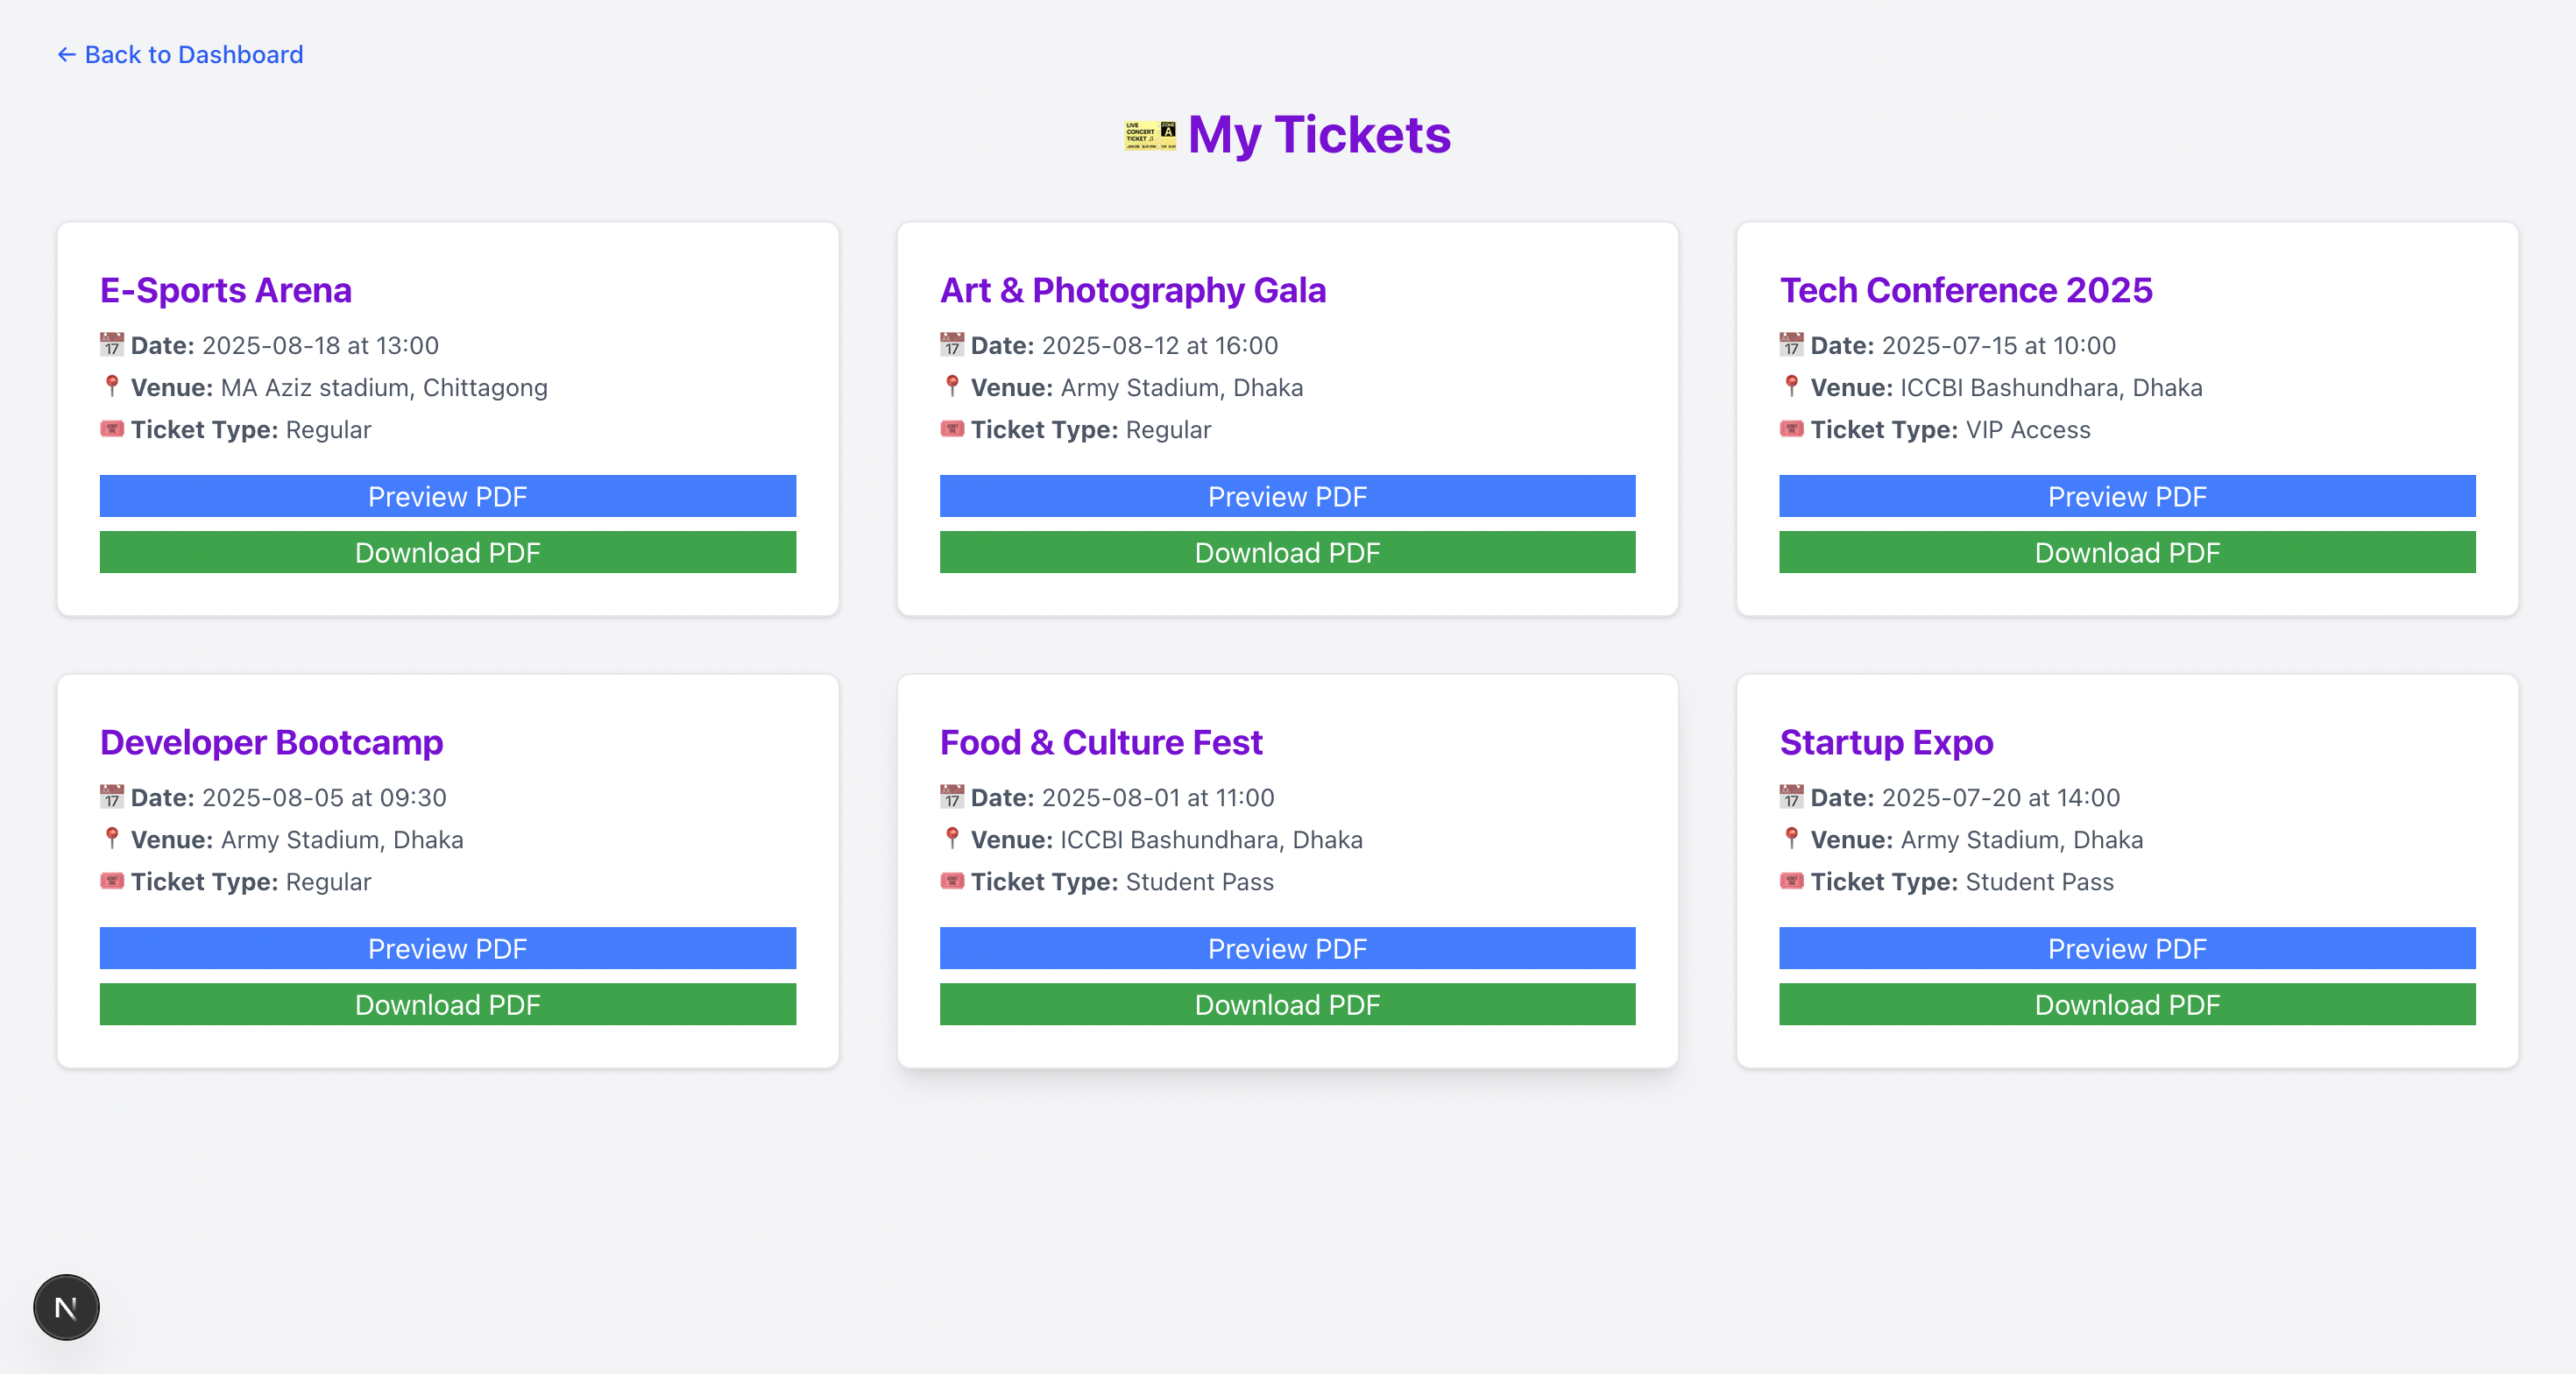 ← Back to Dashboard
My Tickets
E-Sports Arena
Date: 2025-08-18 at 13:00
Venue: MA Aziz stadium, Chittagong
Ticket Type: Regular
Preview PDF
Download PDF
Art & Photography Gala
Date: 2025-08-12 at 16:00
Venue: Army Stadium, Dhaka
Ticket Type: Regular
Preview PDF
Download PDF
Tech Conference 2025
Date: 2025-07-15 at 10:00
Venue: ICCBI Bashundhara, Dhaka
Ticket Type: VIP Access
Preview PDF
Download PDF
Developer Bootcamp
Date: 2025-08-05 at 09:30
Venue: Army Stadium, Dhaka
Ticket Type: Regular
Preview PDF
Download PDF
Food & Culture Fest
Date: 2025-08-01 at 11:00
Venue: ICCBI Bashundhara, Dhaka
Ticket Type: Student Pass
Preview PDF
Download PDF
Startup Expo
Date: 2025-07-20 at 14:00
Venue: Army Stadium, Dhaka
Ticket Type: Student Pass
Preview PDF
Download PDF
N